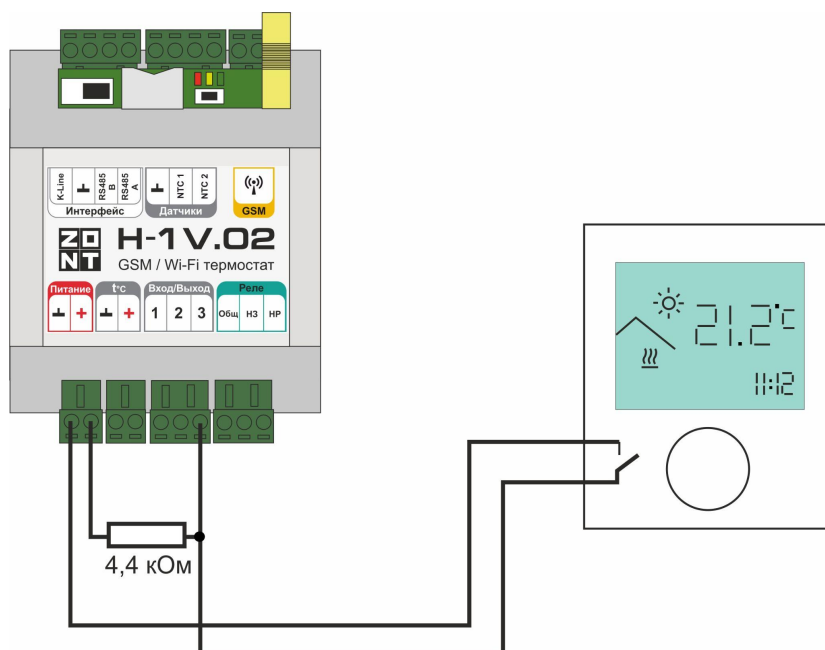 K-Line ⊥ RS485 B RS485 A
Интерфейс
⊥ NTC 1 NTC 2
Датчики
GSM
ZONT H-1V.02
GSM / Wi-Fi термостат
Питание t°C Вход/Выход Реле
⊥ + ⊥ + 1 2 3 Общ НЗ НР
21.2°c
11:12
4,4 кОм